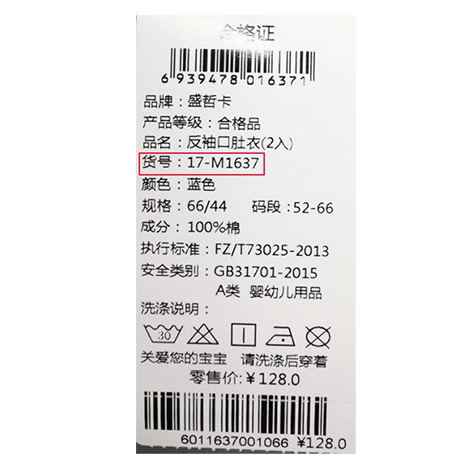 合格证
6939478 016371
品牌：盛哲卡
产品等级：合格品
品名：反袖口肚衣(2入)
货号：17-M1637
颜色：蓝色
规格：66/44 码段：52-66
成分：100%棉
执行标准：FZ/T73025-2013
安全类别：GB31701-2015
A类 婴幼儿用品
洗涤说明：
30
关爱您的宝宝 请洗涤后穿着
零售价：¥128.0
6011637001066 ¥128.0